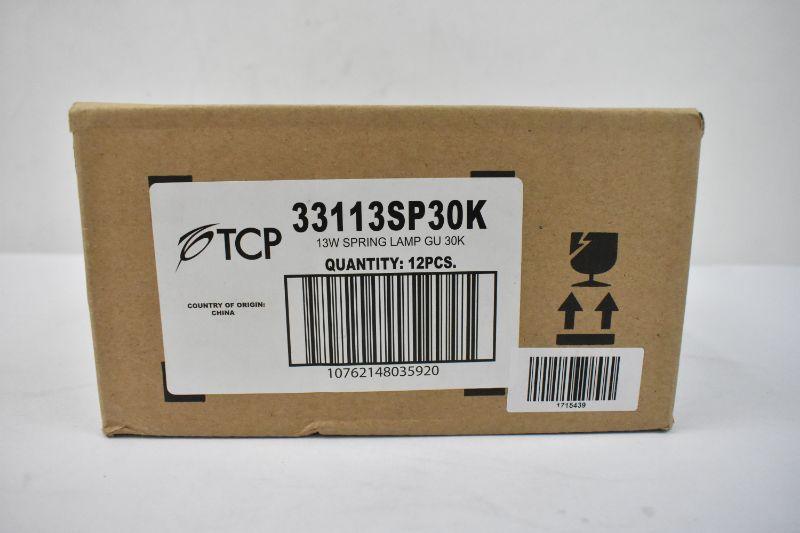 TCP
33113SP30K
13W SPRING LAMP GU 30K
QUANTITY: 12PCS.
COUNTRY OF ORIGIN:
CHINA
10762148035920
1715439